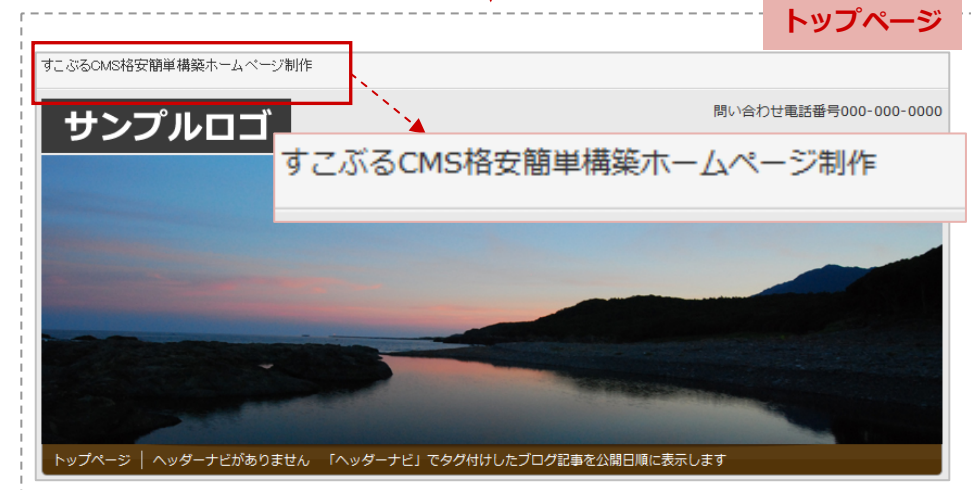 トップページ
すこぶるCMS格安簡単構築ホームページ制作
サンプルロゴ
問い合わせ電話番号000-000-0000
すこぶるCMS格安簡単構築ホームページ制作
トップページ │ ヘッダーナビがありません 「ヘッダーナビ」でタグ付けしたブログ記事を公開日順に表示します